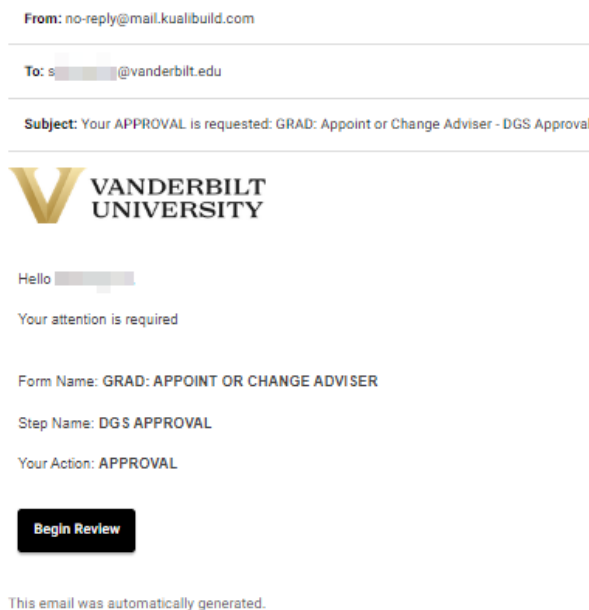 From: no-reply@mail.kualibuild.com
To: s @vanderbilt.edu
Subject: Your APPROVAL is requested: GRAD: Appoint or Change Adviser - DGS Approval
VANDERBILT
UNIVERSITY
Hello
Your attention is required
Form Name: GRAD: APPOINT OR CHANGE ADVISER
Step Name: DGS APPROVAL
Your Action: APPROVAL
Begin Review
This email was automatically generated.